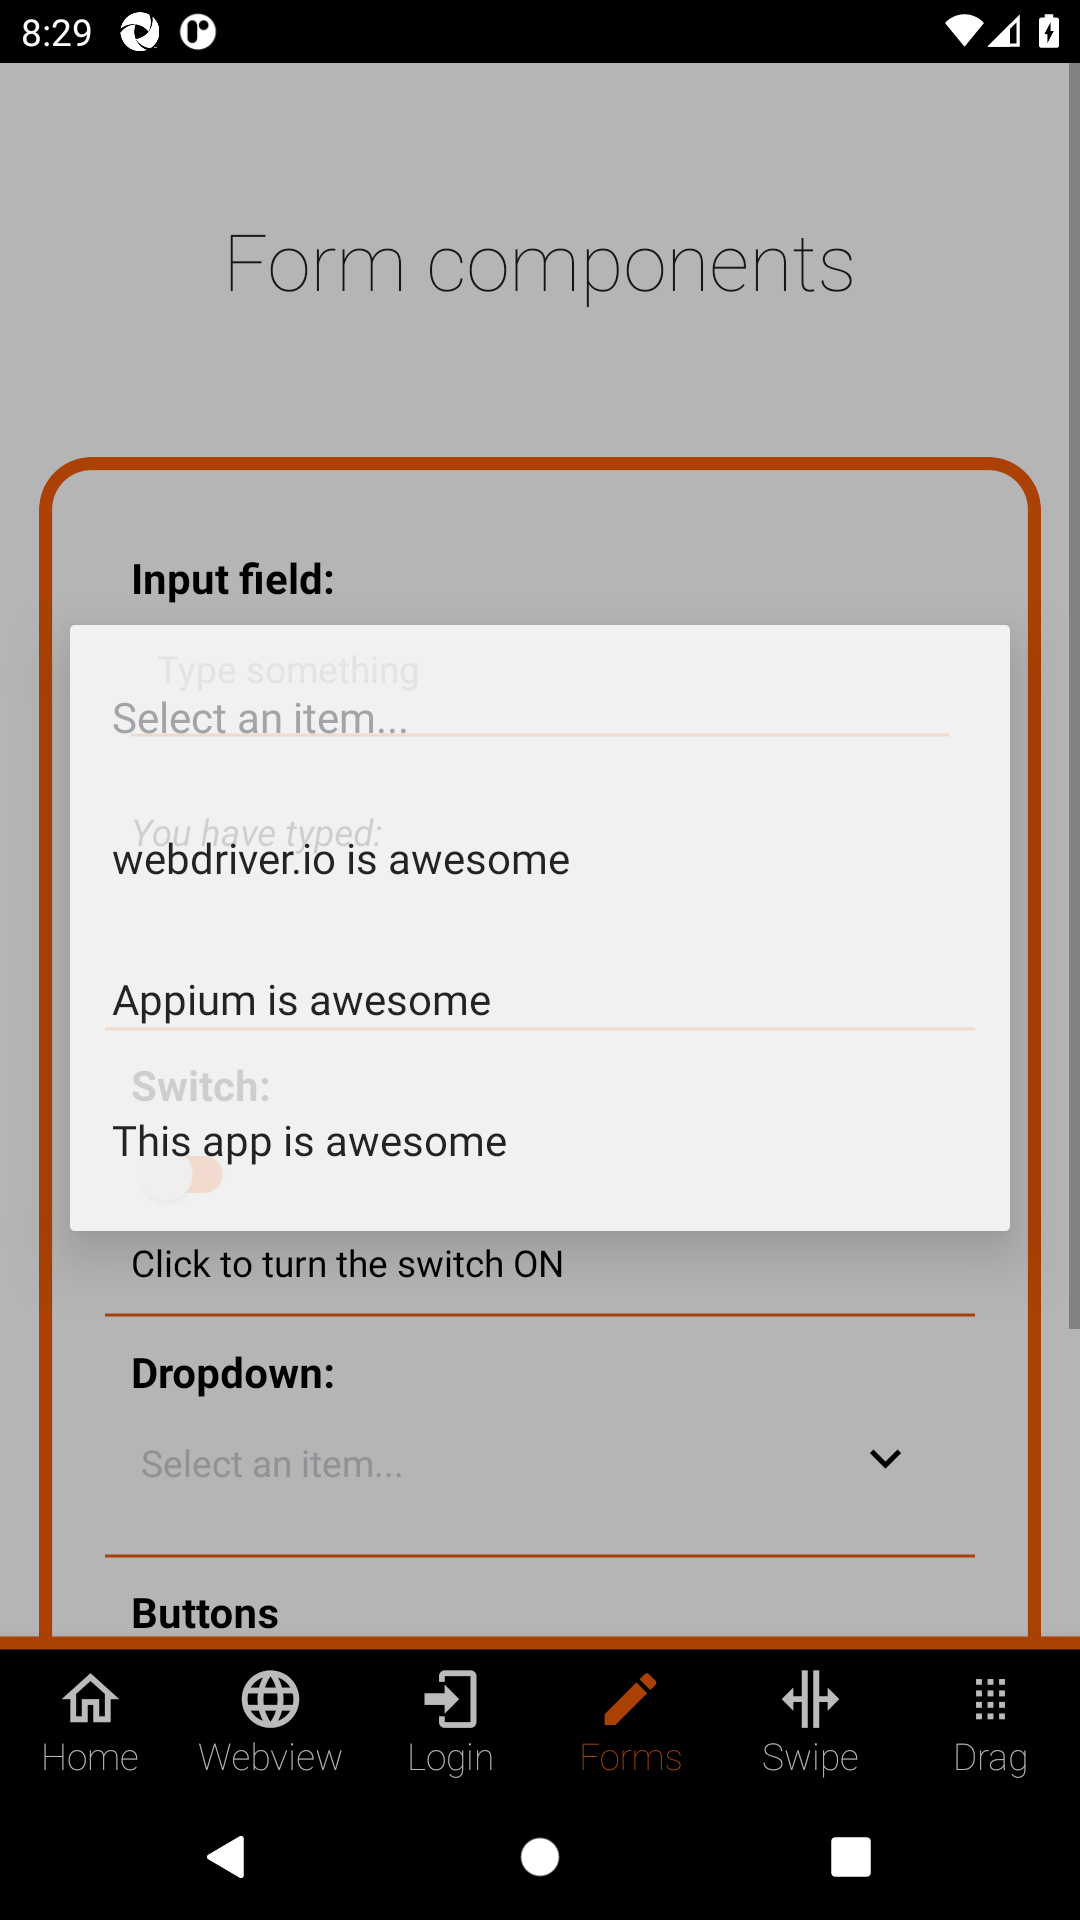 8:29
Form components
Input field:
Type something
Select an item...
You have typed:
webdriver.io is awesome
Appium is awesome
Switch:
This app is awesome
Click to turn the switch ON
Dropdown:
Select an item...
Buttons
Home Webview Login Forms Swipe Drag